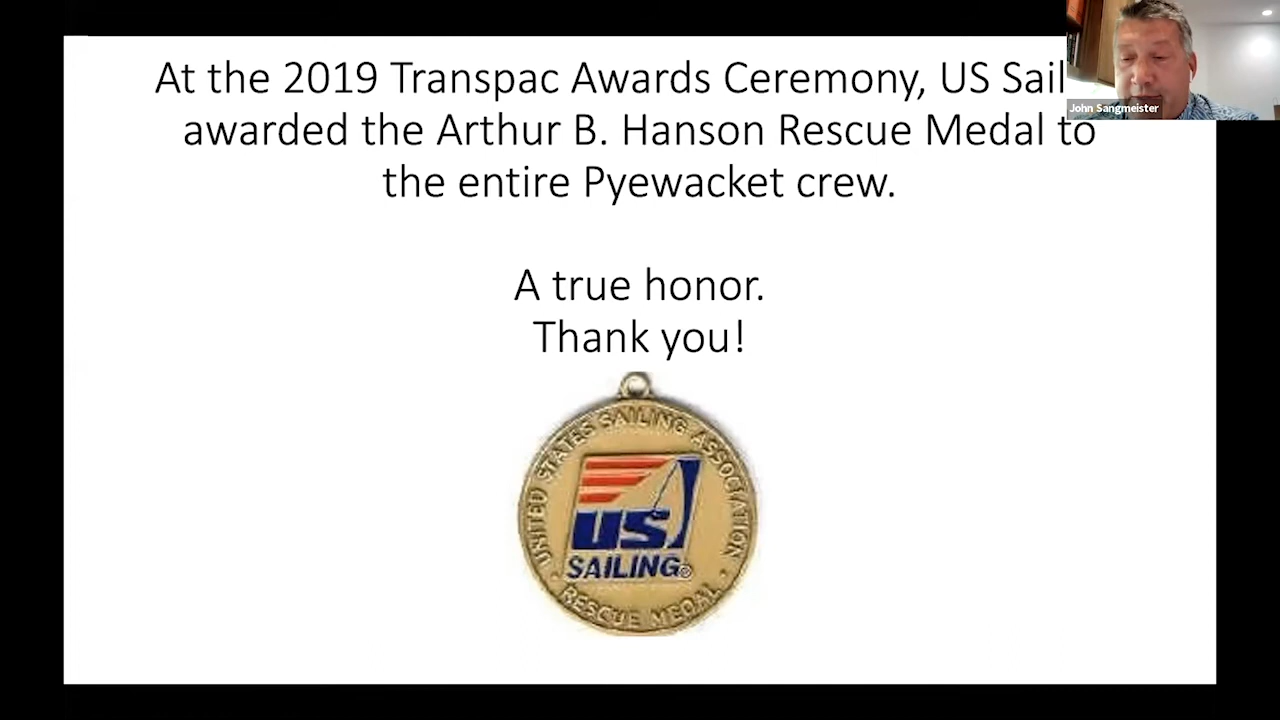 At the 2019 Transpac Awards Ceremony, US Sail
John Sangmeister
awarded the Arthur B. Hanson Rescue Medal to
the entire Pyewacket crew.
A true honor.
Thank you!
UNITED STATES SAILING ASSOCIATION
US
SAILING®
RESCUE MEDAL